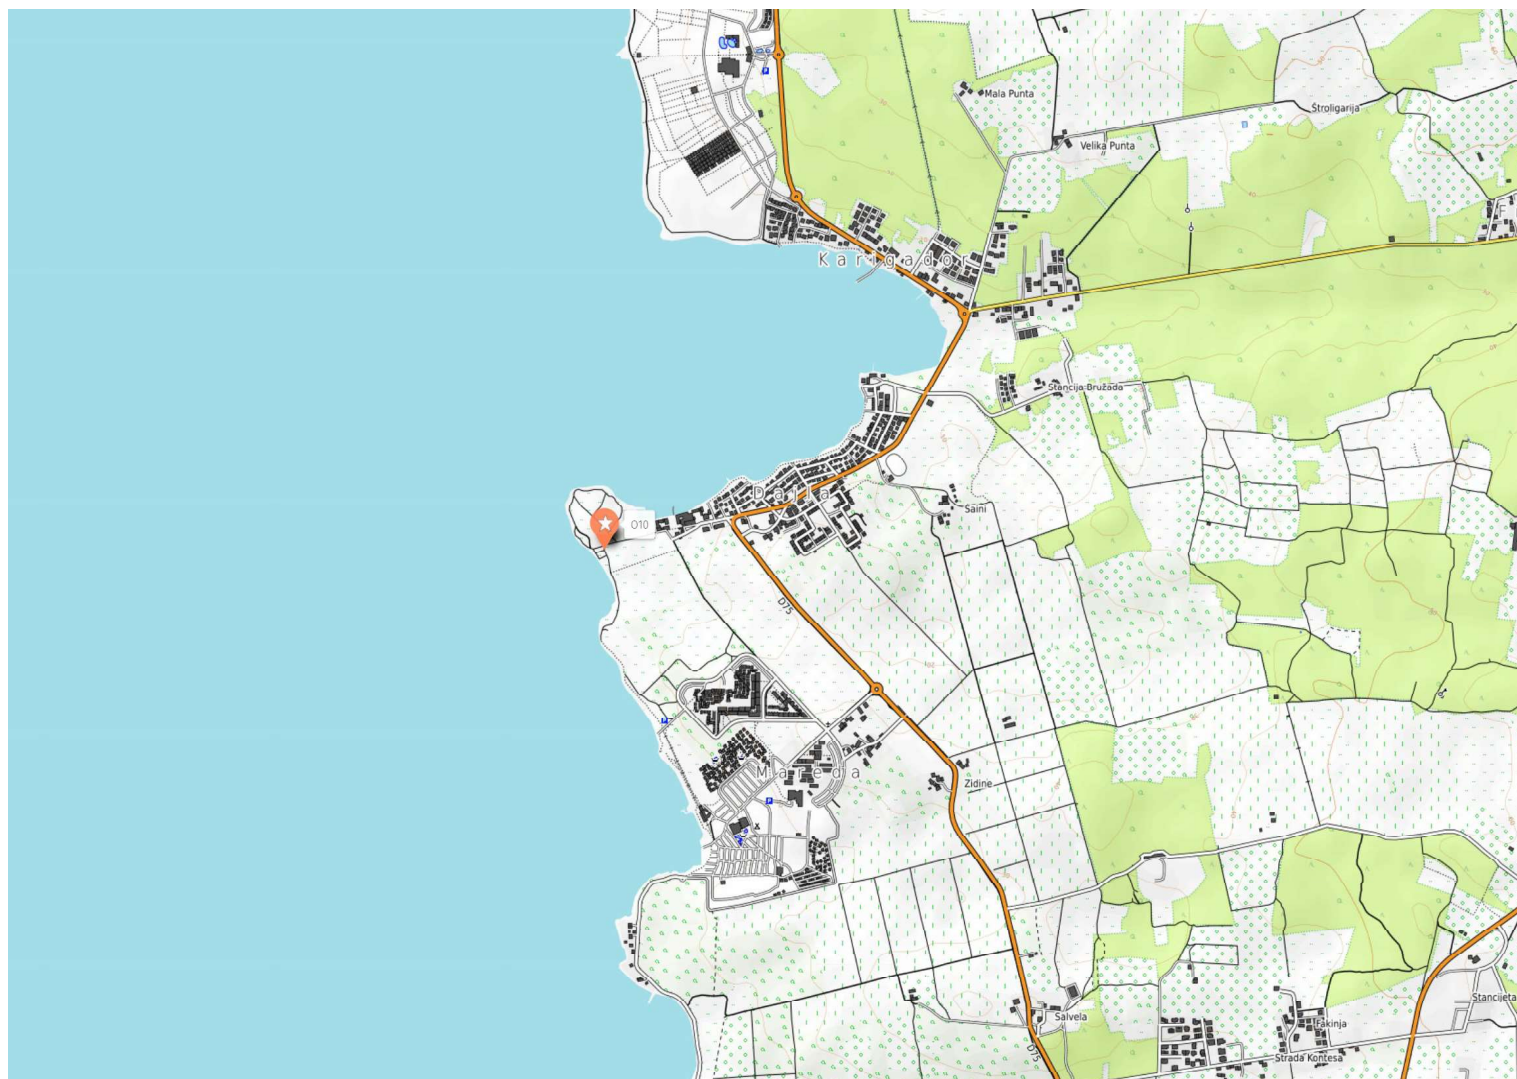 Mala Punta
Štroligarija
Velika Punta
Karigador
Stancija Bružada
Dajla
Saini
O10
D75
Mareda
Zidine
Stancijeta
Salvela
Fakinja
D75
Strada Kontesa